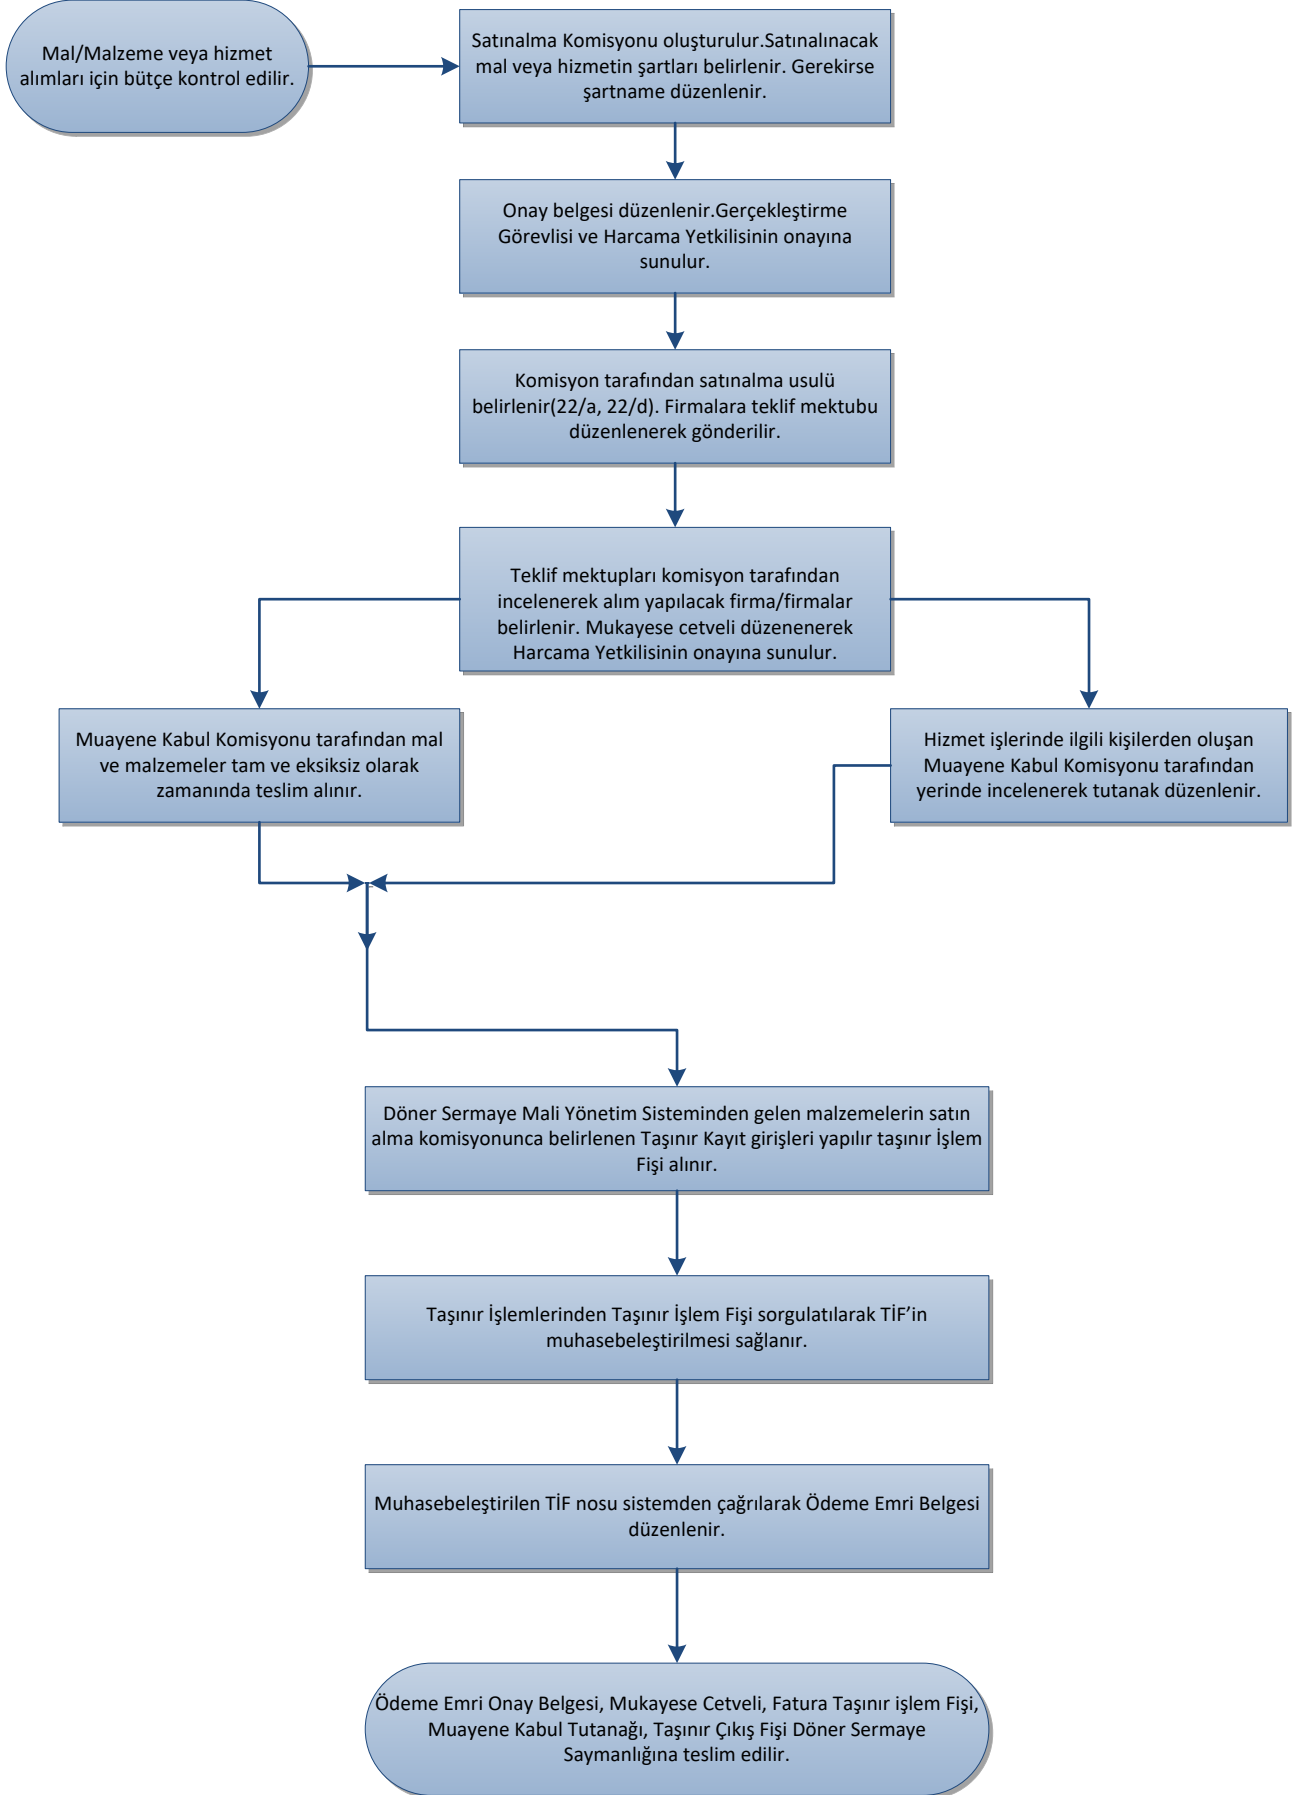 Mal/Malzeme veya hizmet
alımları için bütçe kontrol edilir.
Satınalma Komisyonu oluşturulur.Satınalınacak
mal veya hizmetin şartları belirlenir. Gerekirse
şartname düzenlenir.
Onay belgesi düzenlenir.Gerçekleştirme
Görevlisi ve Harcama Yetkilisinin onayına
sunulur.
Komisyon tarafından satınalma usulü
belirlenir(22/a, 22/d). Firmalara teklif mektubu
düzenlenerek gönderilir.
Teklif mektupları komisyon tarafından
incelenerek alım yapılacak firma/firmalar
belirlenir. Mukayese cetveli düzenenerek
Harcama Yetkilisinin onayına sunulur.
Muayene Kabul Komisyonu tarafından mal
ve malzemeler tam ve eksiksiz olarak
zamanında teslim alınır.
Hizmet işlerinde ilgili kişilerden oluşan
Muayene Kabul Komisyonu tarafından
yerinde incelenerek tutanak düzenlenir.
Döner Sermaye Mali Yönetim Sisteminden gelen malzemelerin satın
alma komisyonunca belirlenen Taşınır Kayıt girişleri yapılır taşınır İşlem
Fişi alınır.
Taşınır İşlemlerinden Taşınır İşlem Fişi sorgulatılarak TİF’in
muhasebeleştirilmesi sağlanır.
Muhasebeleştirilen TİF nosu sistemden çağrılarak Ödeme Emri Belgesi
düzenlenir.
Ödeme Emri Onay Belgesi, Mukayese Cetveli, Fatura Taşınır işlem Fişi,
Muayene Kabul Tutanağı, Taşınır Çıkış Fişi Döner Sermaye
Saymanlığına teslim edilir.